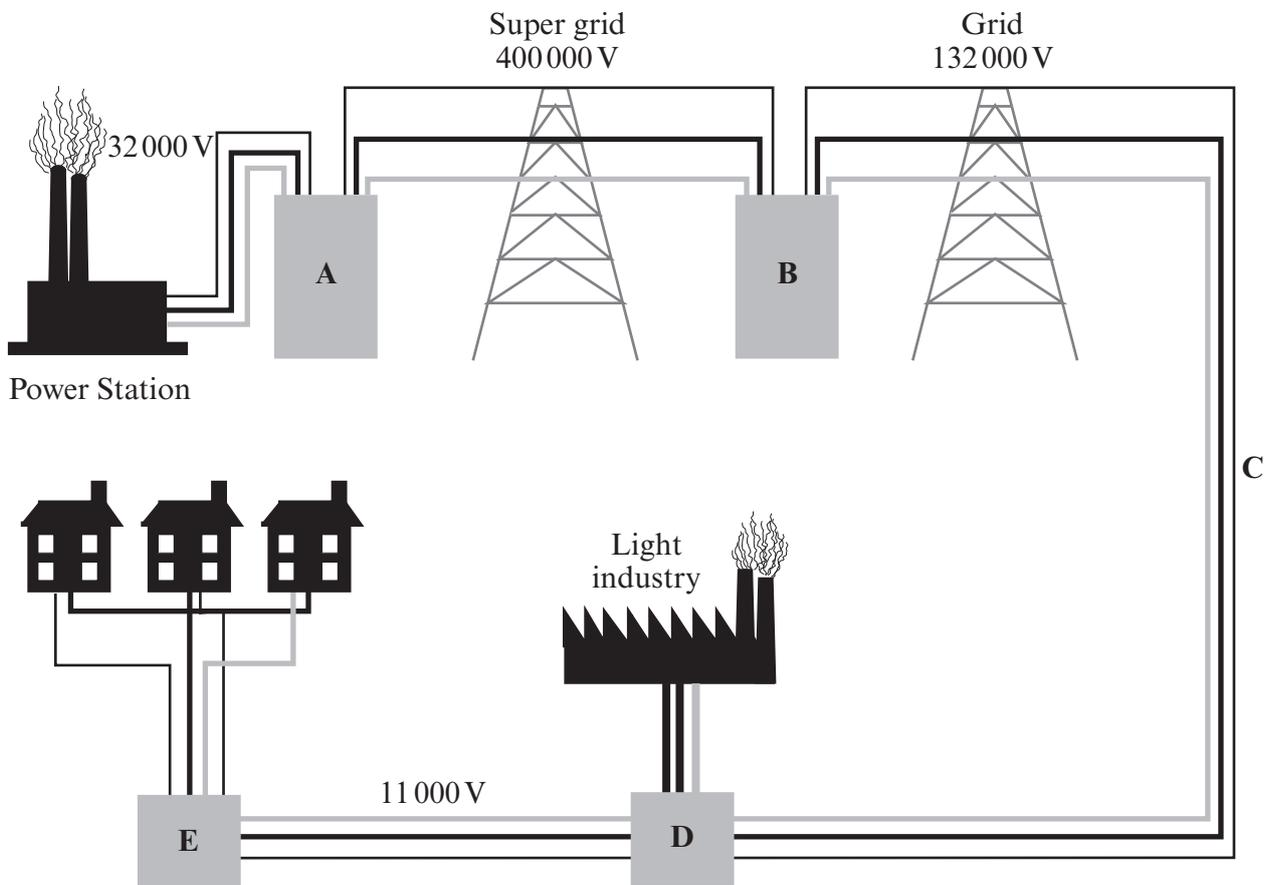 Super grid
400 000 V
Grid
132 000 V
32 000 V
A
B
Power Station
C
Light
industry
11 000 V
E
D